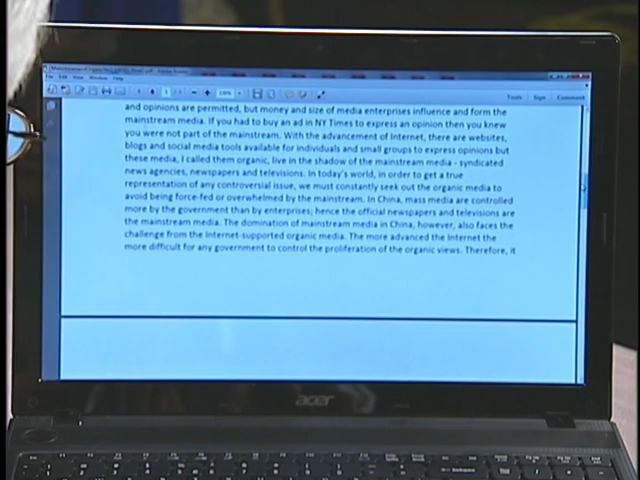 Tools Sign Comment
and opinions are permitted, but money and size of media enterprises influence and form the
mainstream media. If you had to buy an ad in NY Times to express an opinion then you knew
you were not part of the mainstream. With the advancement of Internet, there are websites,
blogs and social media tools available for individuals and small groups to express opinions but
these media, I called them organic, live in the shadow of the mainstream media - syndicated
news agencies, newspapers and televisions. In today's world, in order to get a true
representation of any controversial issue, we must constantly seek out the organic media to
avoid being force-fed or overwhelmed by the mainstream. In China, mass media are controlled
more by the government than by enterprises; hence the official newspapers and televisions are
the mainstream media. The domination of mainstream media in China, however, also faces the
challenge from the Internet-supported organic media. The more advanced the Internet the
more difficult for any government to control the proliferation of the organic views. Therefore, it
acer